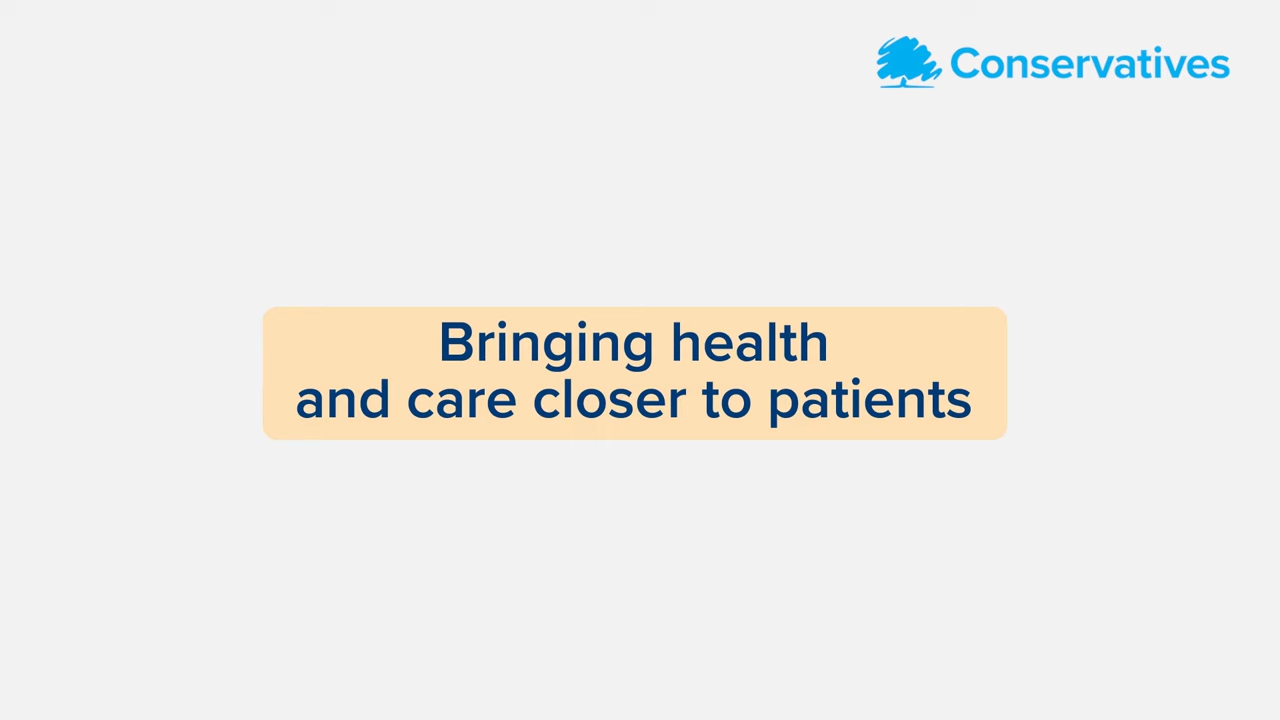 Conservatives
Bringing health
and care closer to patients